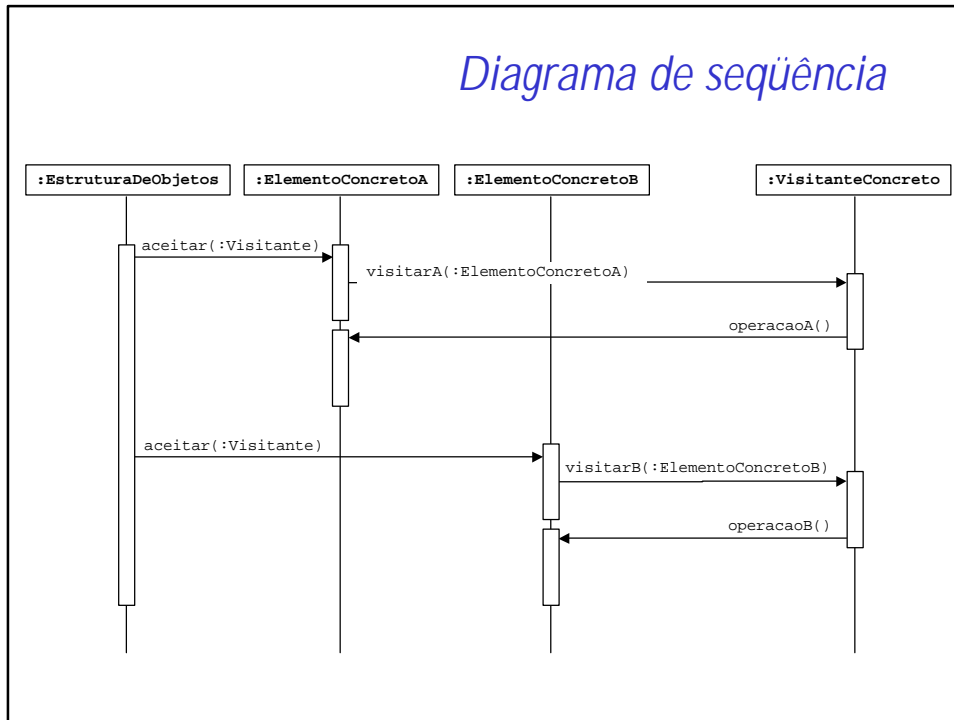 Diagrama de seqüência
:EstruturaDeObjetos
:ElementoConcretoA
:ElementoConcretoB
:VisitanteConcreto
aceitar(:Visitante)
visitarA(:ElementoConcretoA)
operacaoA()
aceitar(:Visitante)
visitarB(:ElementoConcretoB)
operacaoB()